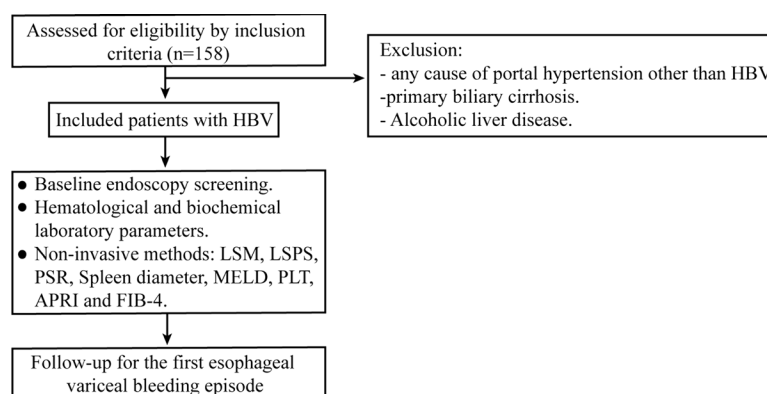 Assessed for eligibility by inclusion
criteria (n=158)
Exclusion:
- any cause of portal hypertension other than HBV
-primary biliary cirrhosis.
- Alcoholic liver disease.
Included patients with HBV
● Baseline endoscopy screening.
● Hematological and biochemical
laboratory parameters.
● Non-invasive methods: LSM, LSPS,
PSR, Spleen diameter, MELD, PLT,
APRI and FIB-4.
Follow-up for the first esophageal
variceal bleeding episode